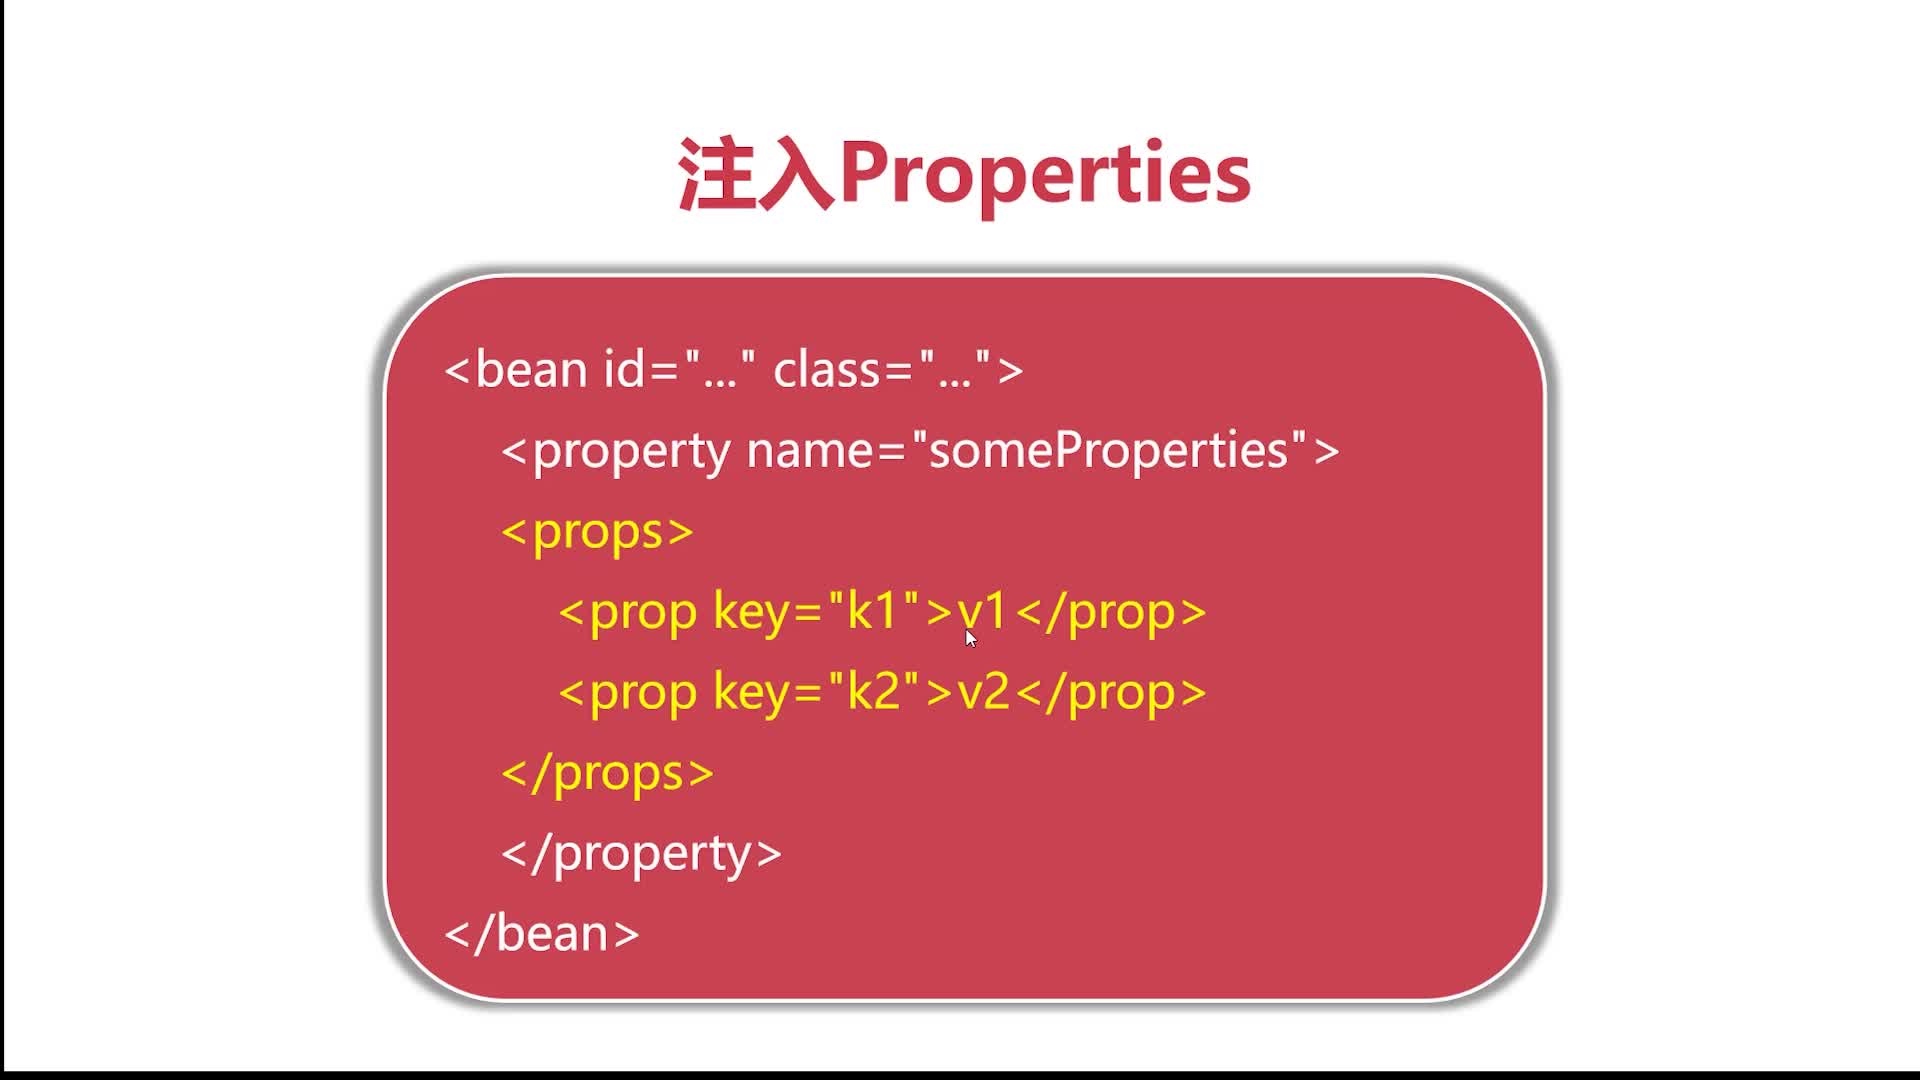 注入Properties
<bean id="..." class="...">
<property name="someProperties">
<props>
<prop key="k1">v1</prop>
<prop key="k2">v2</prop>
</props>
</property>
</bean>